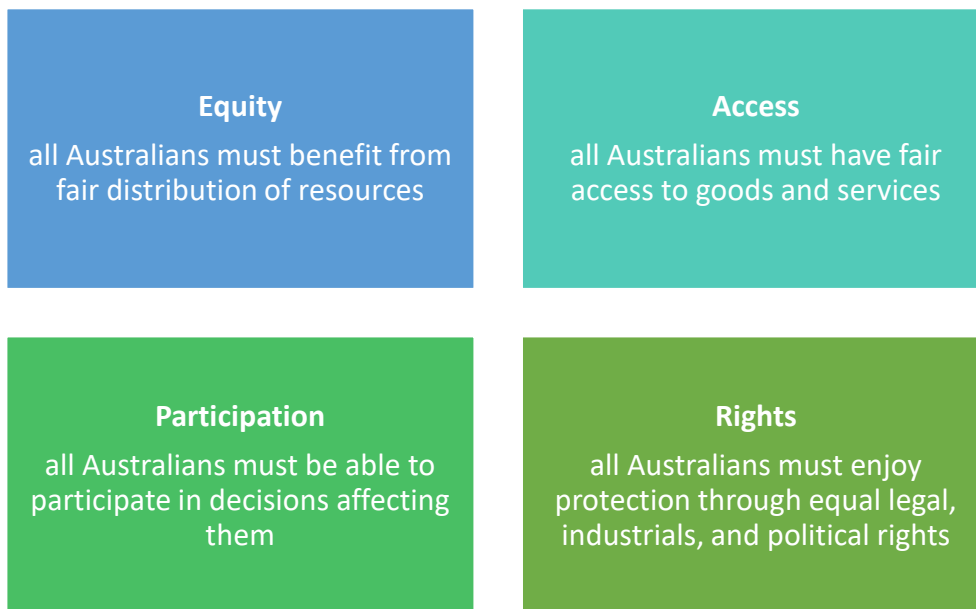 Equity
all Australians must benefit from
fair distribution of resources
Access
all Australians must have fair
access to goods and services
Participation
all Australians must be able to
participate in decisions affecting
them
Rights
all Australians must enjoy
protection through equal legal,
industrials, and political rights